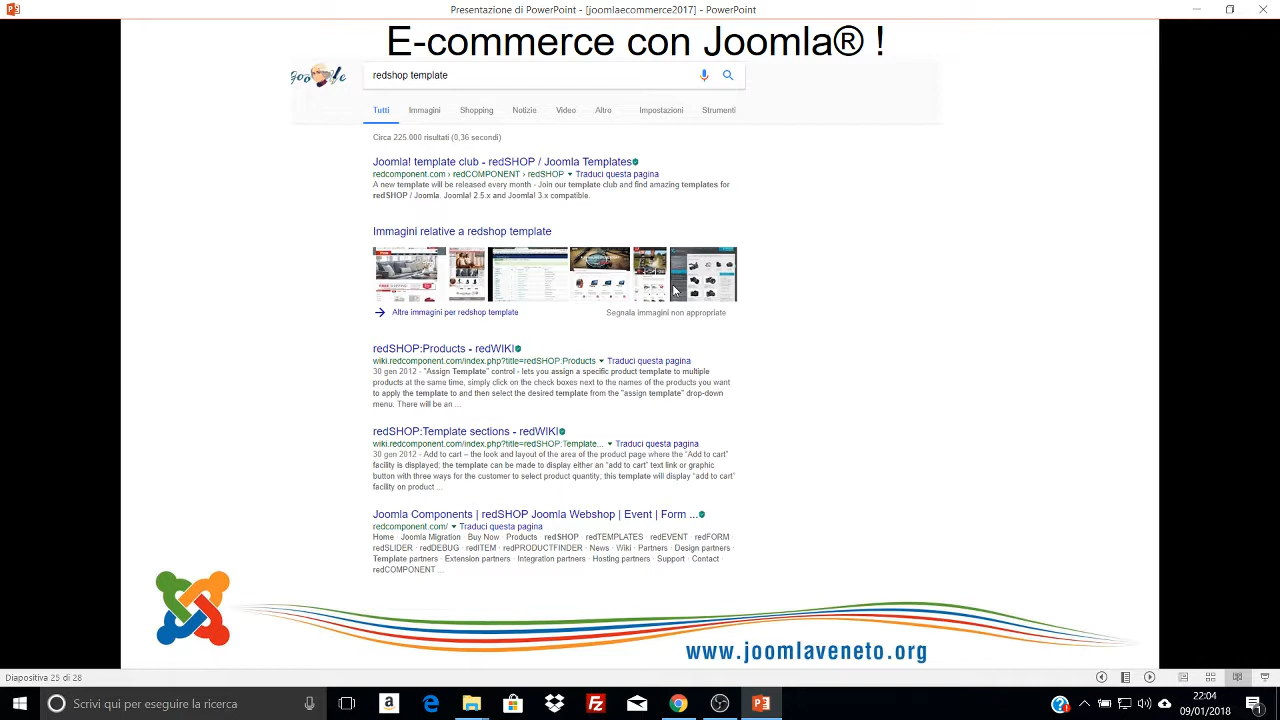 Presentazione di PowerPoint - [joomlaecommerce2017] - PowerPoint
E-commerce con Joomla® !
redshop template
Tutti Immagini Shopping Notizie Video Altro Impostazioni Strumenti
Circa 225.000 risultati (0,36 secondi)
Joomla! template club - redSHOP / Joomla Templates
redcomponent.com › redCOMPONENT › redSHOP ▾ Traduci questa pagina
A new template will be released every month - Join our template club and find amazing templates for
redSHOP / Joomla. Joomla! 2.5.x and Joomla! 3.x compatible.
Immagini relative a redshop template
Altre immagini per redshop template
Segnala immagini non appropriate
redSHOP:Products - redWIKI
wiki.redcomponent.com/index.php?title=redSHOP:Products ▾ Traduci questa pagina
30 gen 2012 - "Assign Template" control - lets you assign a specific product template to multiple
products at the same time, simply click on the check boxes next to the names of the products you want
to apply the template to and then select the desired template from the "assign template" drop-down
menu. There will be an ...
redSHOP:Template sections - redWIKI
wiki.redcomponent.com/index.php?title=redSHOP:Template... ▾ Traduci questa pagina
30 gen 2012 - Add to cart – the look and layout of the area of the product page where the "Add to cart"
facility is displayed; the template can be made to display either an "add to cart" text link or graphic
button with three ways for the customer to select product quantity; this template will display "add to cart"
facility on product ...
Joomla Components | redSHOP Joomla Webshop | Event | Form ...
redcomponent.com/ ▾ Traduci questa pagina
Home · Joomla Migration · Buy Now · Products · redSHOP · redTEMPLATES · redEVENT · redFORM ·
redSLIDER · redDEBUG · redITEM · redPRODUCTFINDER · News · Wiki · Partners · Design partners ·
Template partners · Extension partners · Integration partners · Hosting partners · Support · Contact ·
redCOMPONENT ...
www.joomlaveneto.org
Diapositiva 25 di 28
Scrivi qui per eseguire la ricerca
22:04
09/01/2018